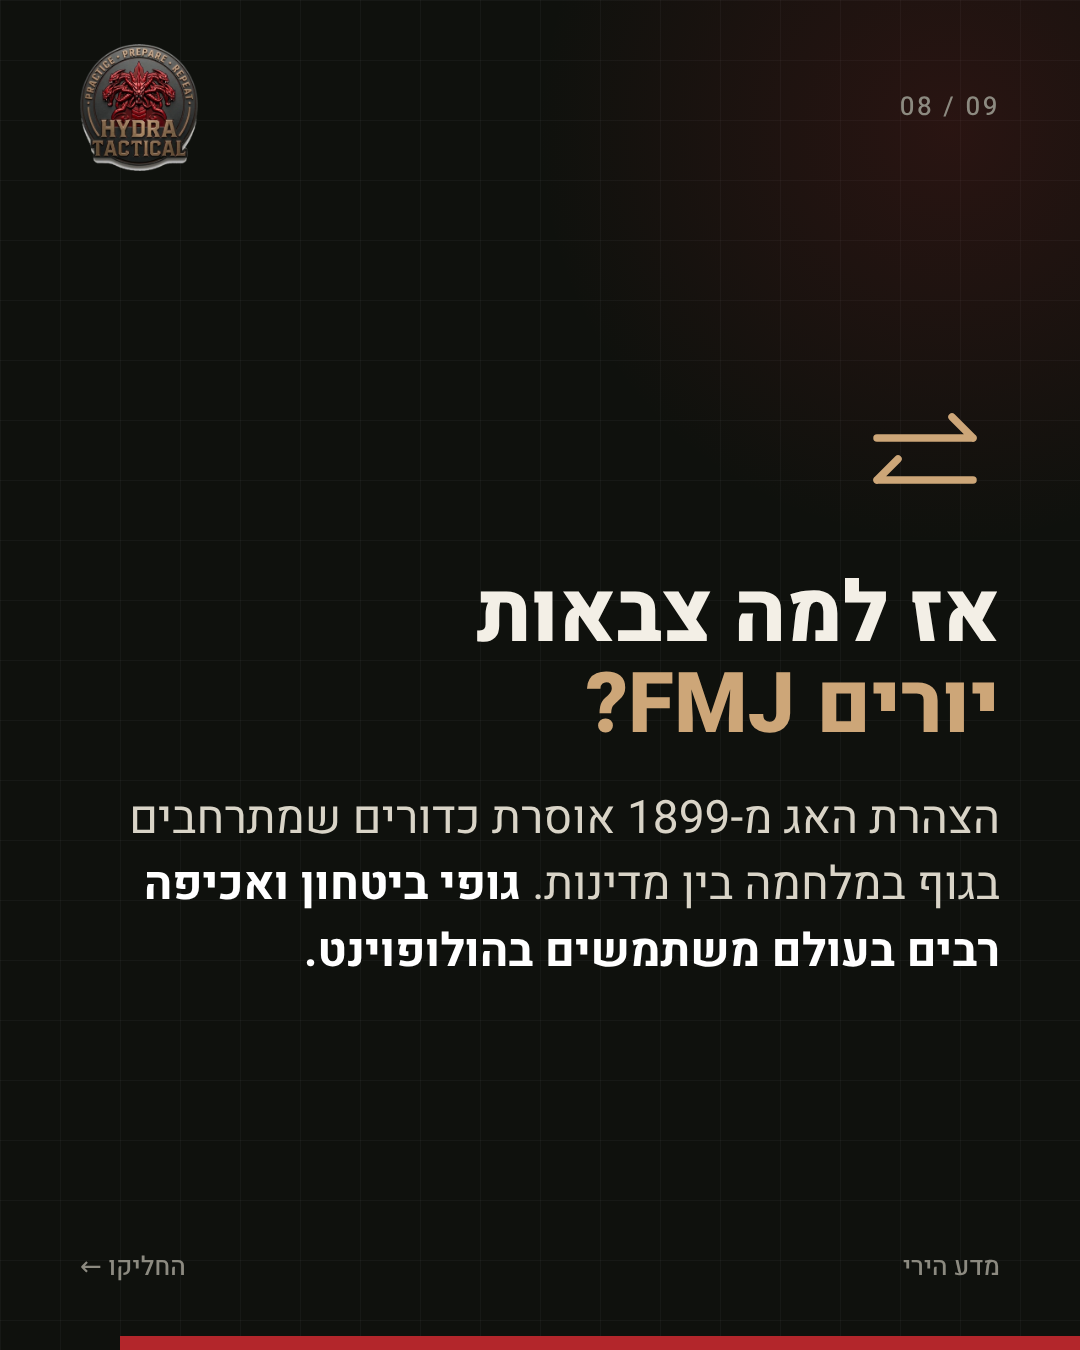 PRACTICE · PREPARE · REPEAT
HYDRA
TACTICAL
08 / 09
אז למה צבאות
יורים FMJ?
הצהרת האג מ-1899 אוסרת כדורים שמתרחבים
בגוף במלחמה בין מדינות. גופי ביטחון ואכיפה
רבים בעולם משתמשים בהולופוינט.
מדע הירי
החליקו ←